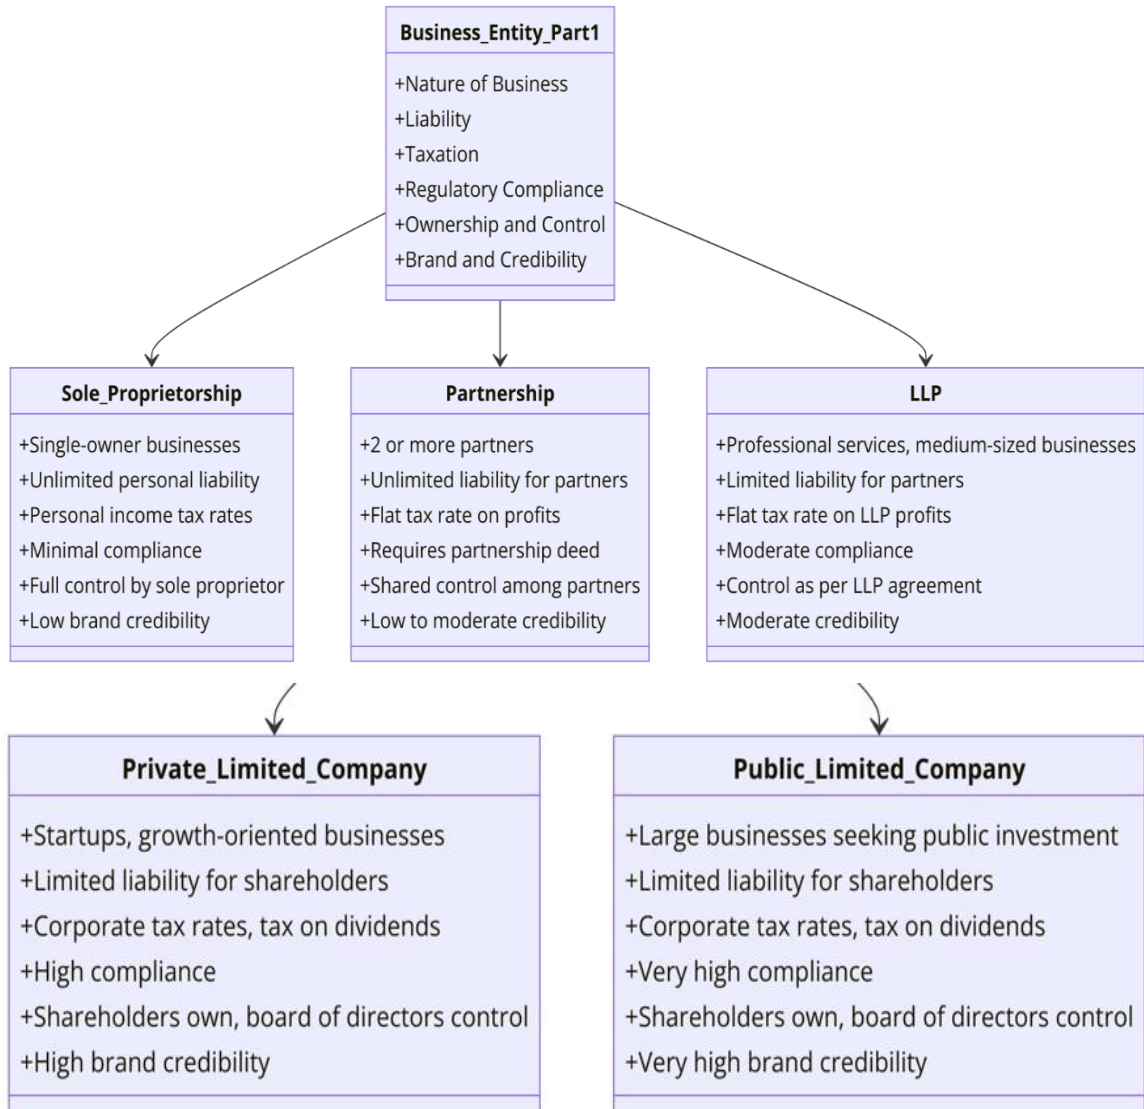 Business_Entity_Part1
+Nature of Business
+Liability
+Taxation
+Regulatory Compliance
+Ownership and Control
+Brand and Credibility
Sole_Proprietorship
+Single-owner businesses
+Unlimited personal liability
+Personal income tax rates
+Minimal compliance
+Full control by sole proprietor
+Low brand credibility
Partnership
+2 or more partners
+Unlimited liability for partners
+Flat tax rate on profits
+Requires partnership deed
+Shared control among partners
+Low to moderate credibility
LLP
+Professional services, medium-sized businesses
+Limited liability for partners
+Flat tax rate on LLP profits
+Moderate compliance
+Control as per LLP agreement
+Moderate credibility
Private_Limited_Company
+Startups, growth-oriented businesses
+Limited liability for shareholders
+Corporate tax rates, tax on dividends
+High compliance
+Shareholders own, board of directors control
+High brand credibility
Public_Limited_Company
+Large businesses seeking public investment
+Limited liability for shareholders
+Corporate tax rates, tax on dividends
+Very high compliance
+Shareholders own, board of directors control
+Very high brand credibility